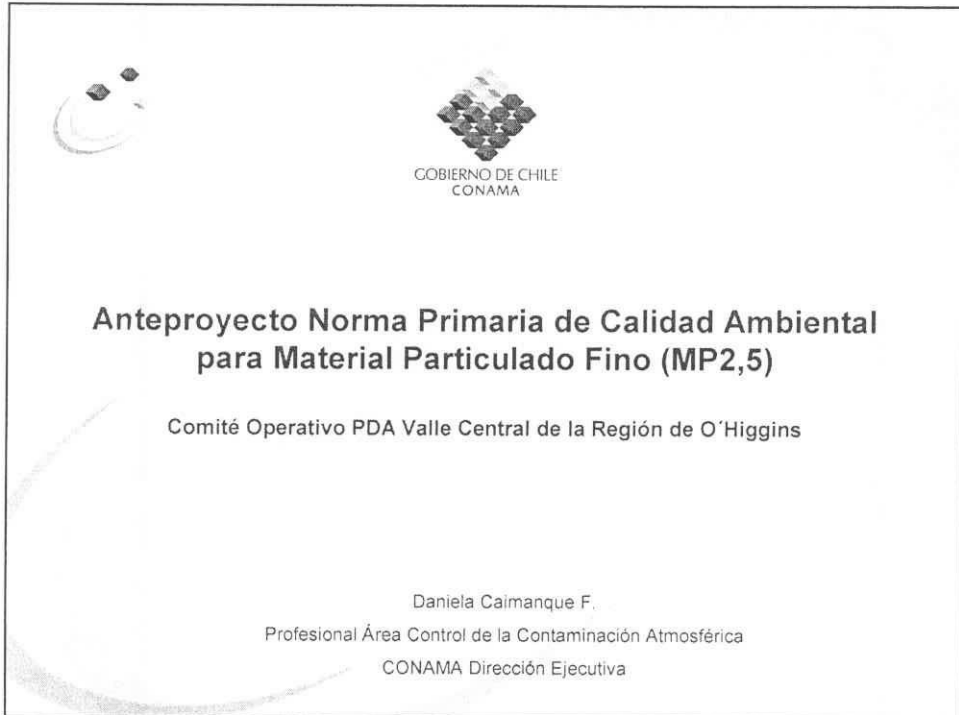 GOBIERNO DE CHILE
CONAMA
Anteproyecto Norma Primaria de Calidad Ambiental
para Material Particulado Fino (MP2,5)
Comité Operativo PDA Valle Central de la Región de O´Higgins
Daniela Caimanque F.
Profesional Área Control de la Contaminación Atmosférica
CONAMA Dirección Ejecutiva